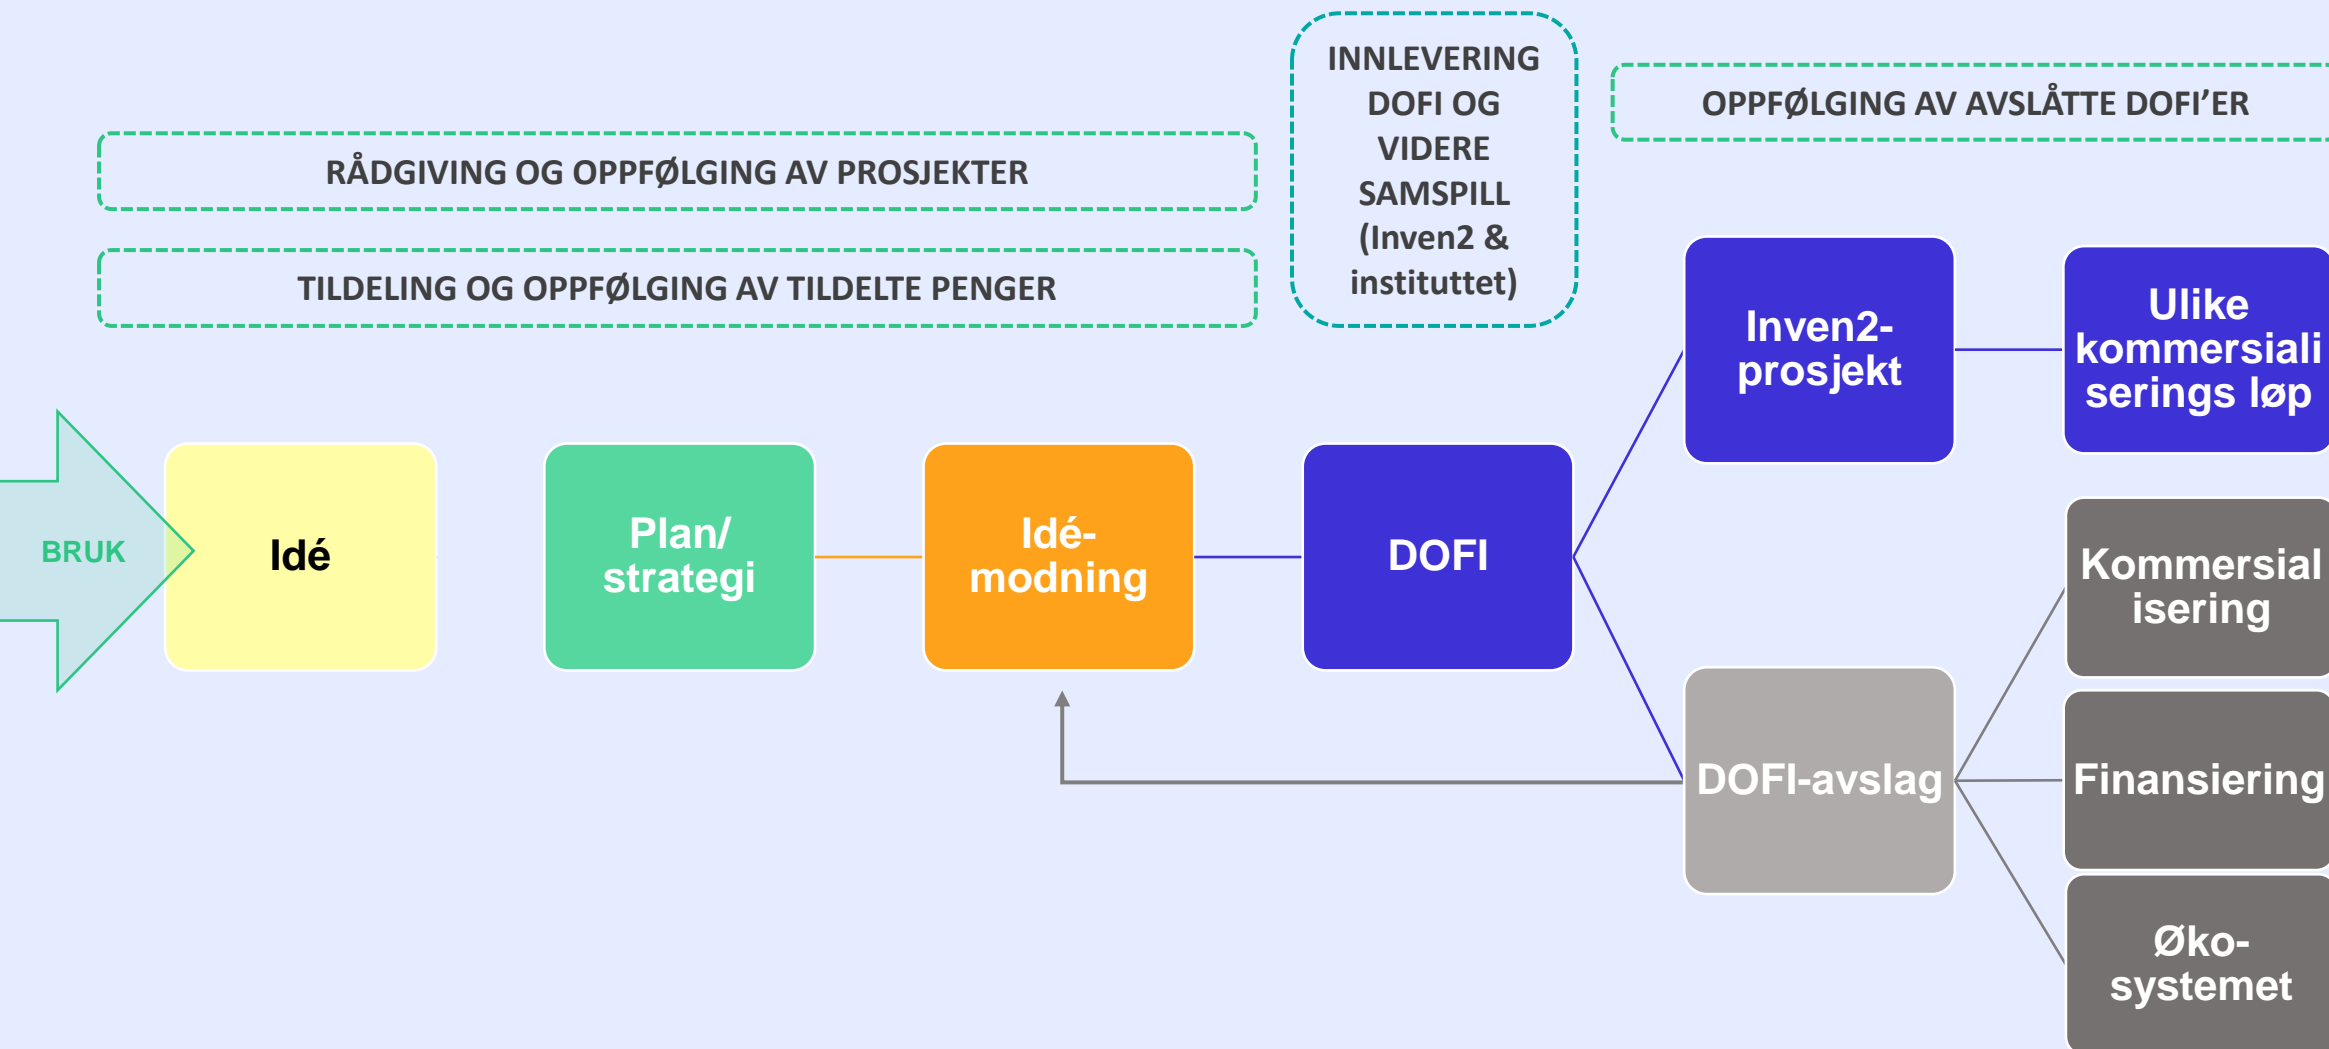 INNLEVERING
DOFI OG
VIDERE
SAMSPILL
(Inven2 &
instituttet)
OPPFØLGING AV AVSLÅTTE DOFI’ER
RÅDGIVING OG OPPFØLGING AV PROSJEKTER
TILDELING OG OPPFØLGING AV TILDELTE PENGER
BRUK
Idé
Plan/
strategi
Idé-
modning
DOFI
Inven2-
prosjekt
Ulike
kommersiali
serings løp
DOFI-avslag
Kommersial
isering
Finansiering
Øko-
systemet